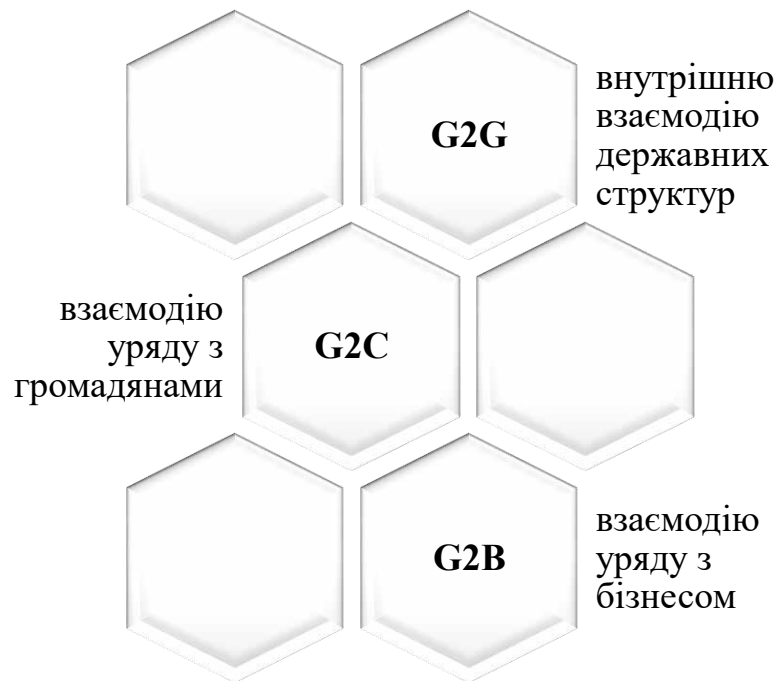 G2G
внутрішню
взаємодію
державних
структур
взаємодію
уряду з
громадянами
G2C
G2B
взаємодію
уряду з
бізнесом